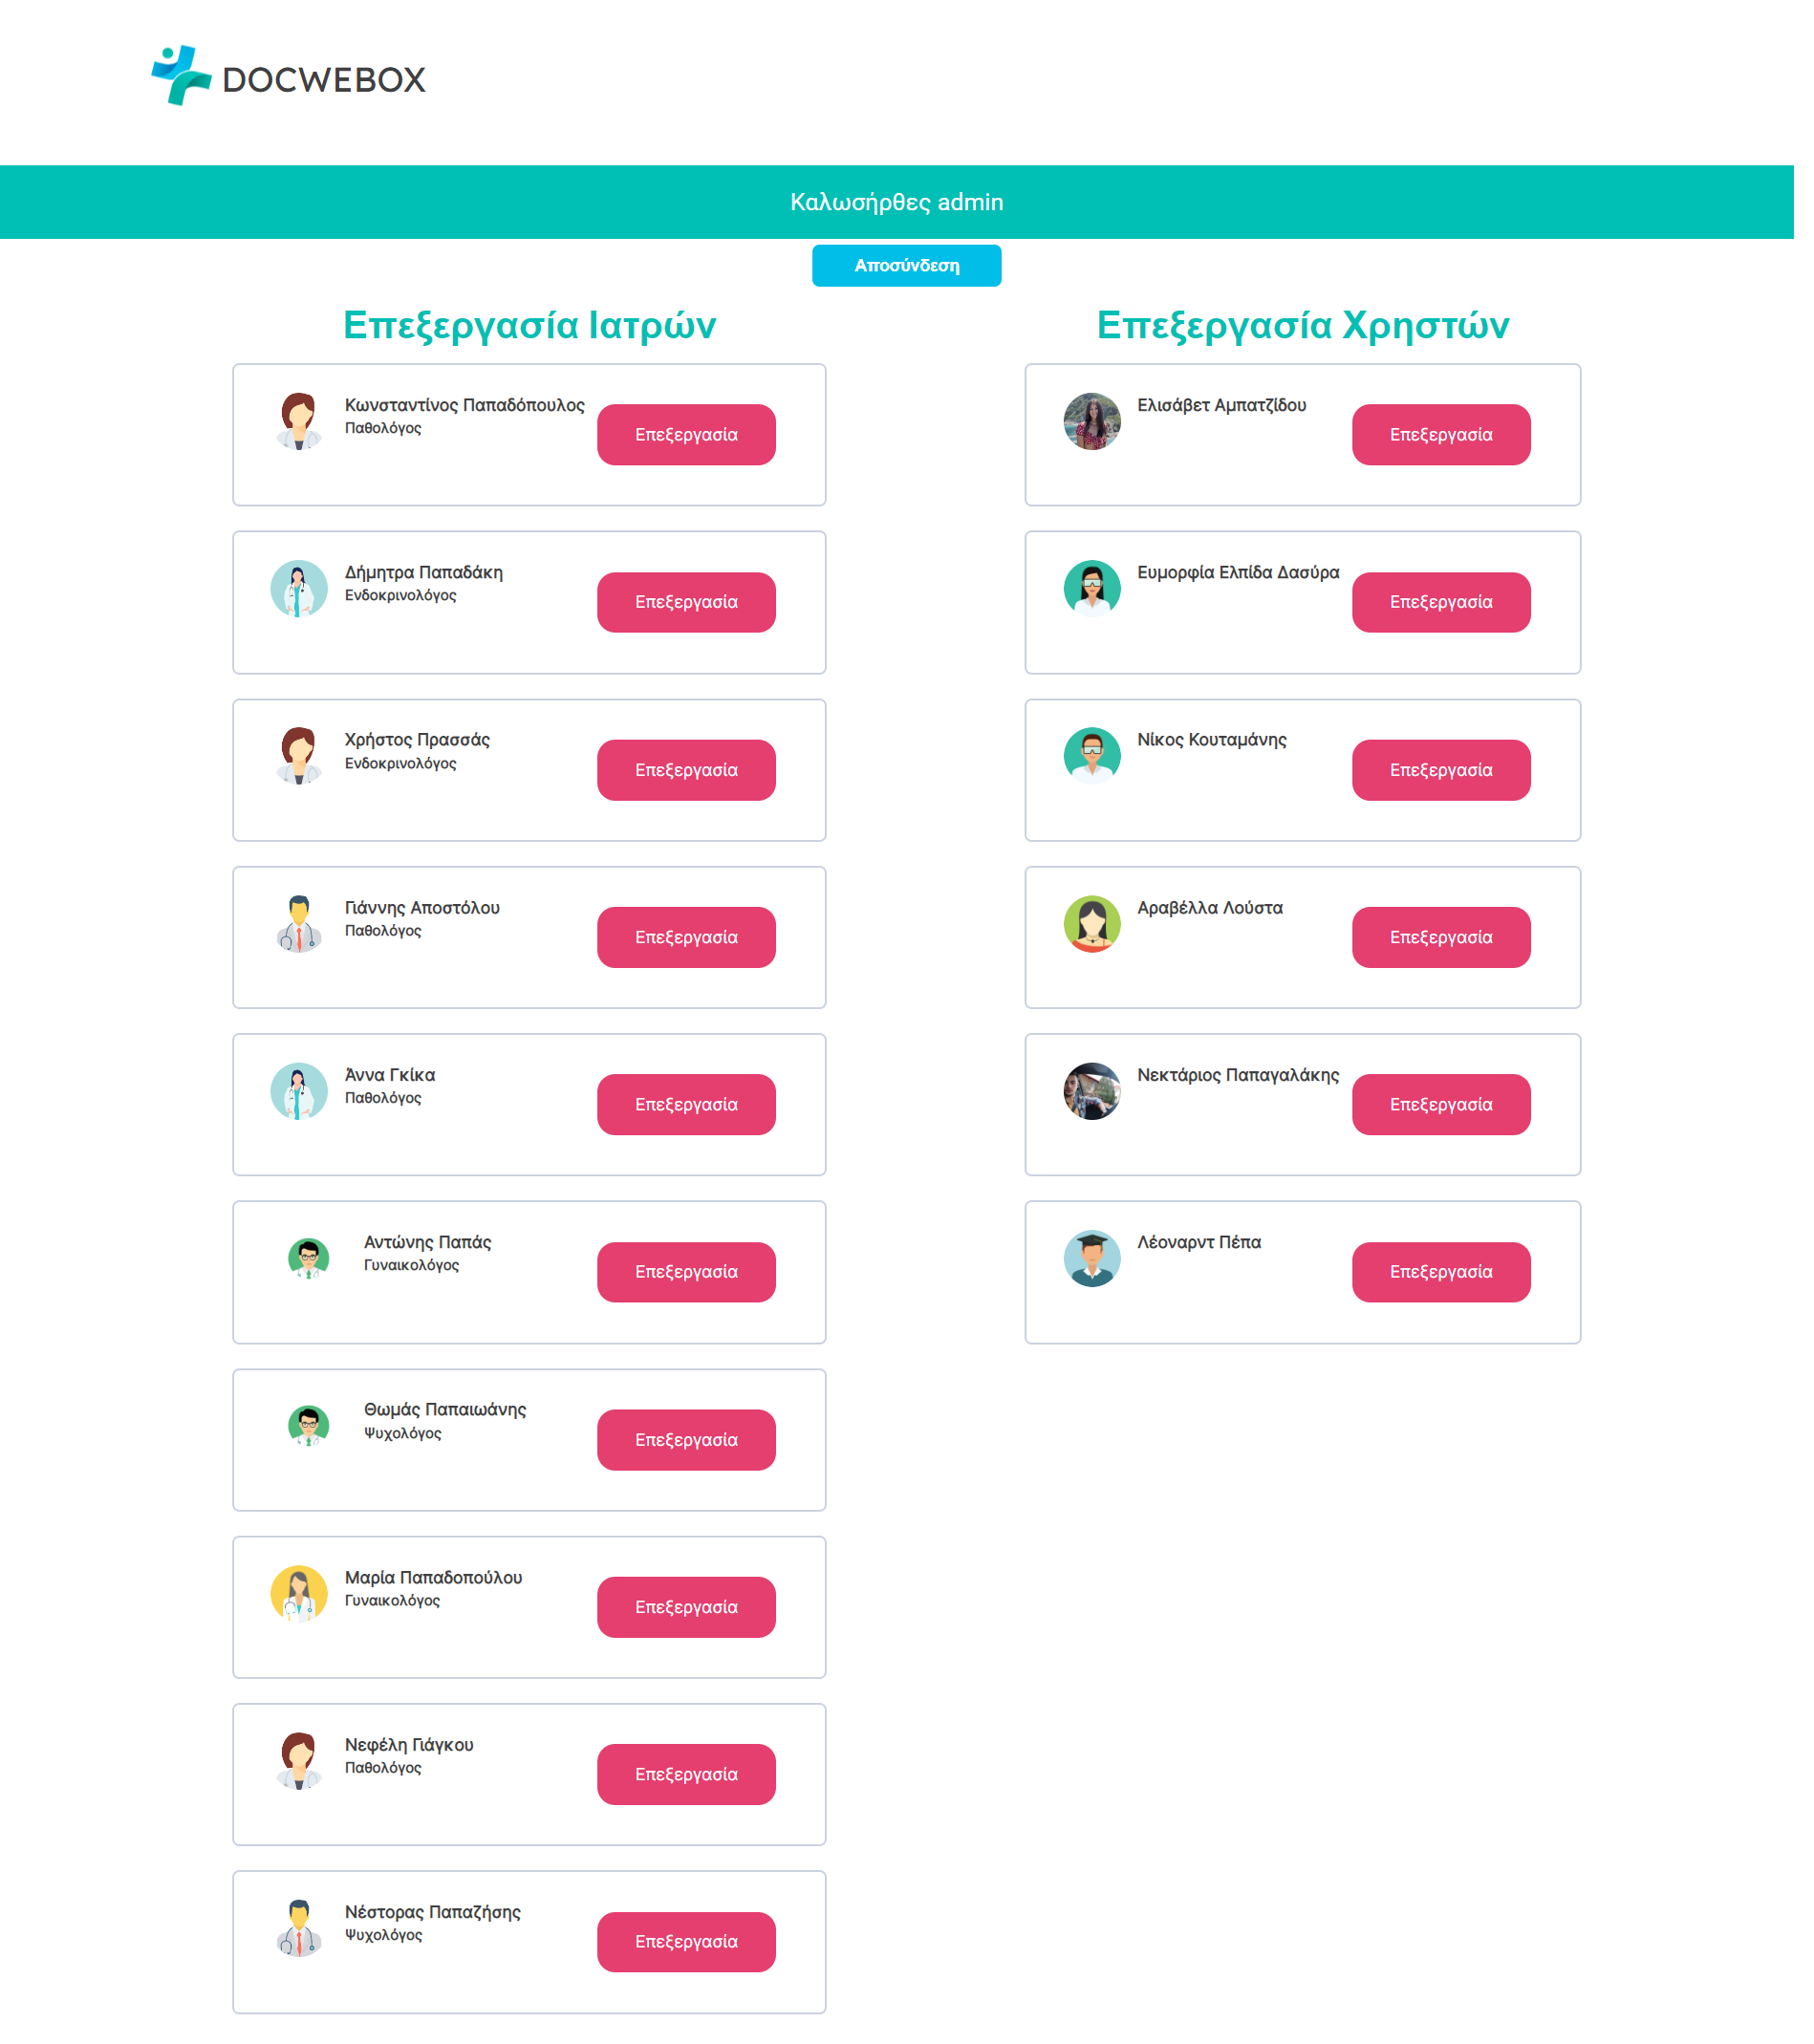 DOCWEBOX
Καλωσήρθες admin
Αποσύνδεση
Επεξεργασία Ιατρών
Κωνσταντίνος Παπαδόπουλος
Παθολόγος
Επεξεργασία
Δήμητρα Παπαδάκη
Ενδοκρινολόγος
Επεξεργασία
Χρήστος Πρασσάς
Ενδοκρινολόγος
Επεξεργασία
Γιάννης Αποστόλου
Παθολόγος
Επεξεργασία
Άννα Γκίκα
Παθολόγος
Επεξεργασία
Αντώνης Παπάς
Γυναικολόγος
Επεξεργασία
Θωμάς Παπαιωάνης
Ψυχολόγος
Επεξεργασία
Μαρία Παπαδοπούλου
Γυναικολόγος
Επεξεργασία
Νεφέλη Γιάγκου
Παθολόγος
Επεξεργασία
Νέστορας Παπαζήσης
Ψυχολόγος
Επεξεργασία
Επεξεργασία Χρηστών
Ελισάβετ Αμπατζίδου
Επεξεργασία
Ευμορφία Ελπίδα Δασύρα
Επεξεργασία
Νίκος Κουταμάνης
Επεξεργασία
Αραβέλλα Λούστα
Επεξεργασία
Νεκτάριος Παπαγαλάκης
Επεξεργασία
Λέοναρντ Πέπα
Επεξεργασία